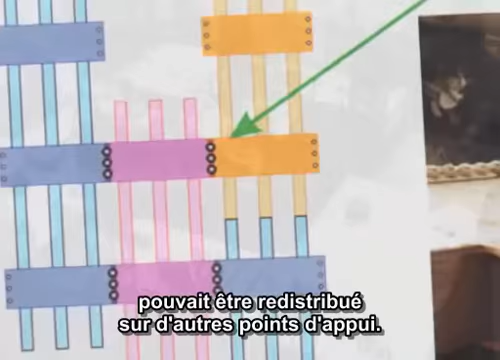 pouvait être redistribué
sur d'autres points d'appui.